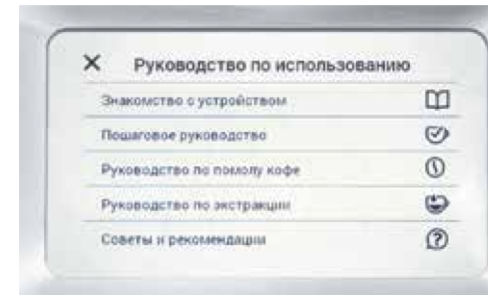 Руководство по использованию
Знакомство с устройством
Пошаговое руководство
Руководство по помолу кофе
Руководство по экстракции
Советы и рекомендации